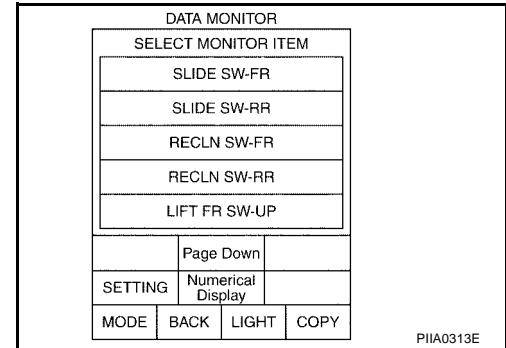 DATA MONITOR
SELECT MONITOR ITEM
SLIDE SW-FR
SLIDE SW-RR
RECLN SW-FR
RECLN SW-RR
LIFT FR SW-UP
Page Down
SETTING Numerical
Display
MODE BACK LIGHT COPY
PIIA0313E